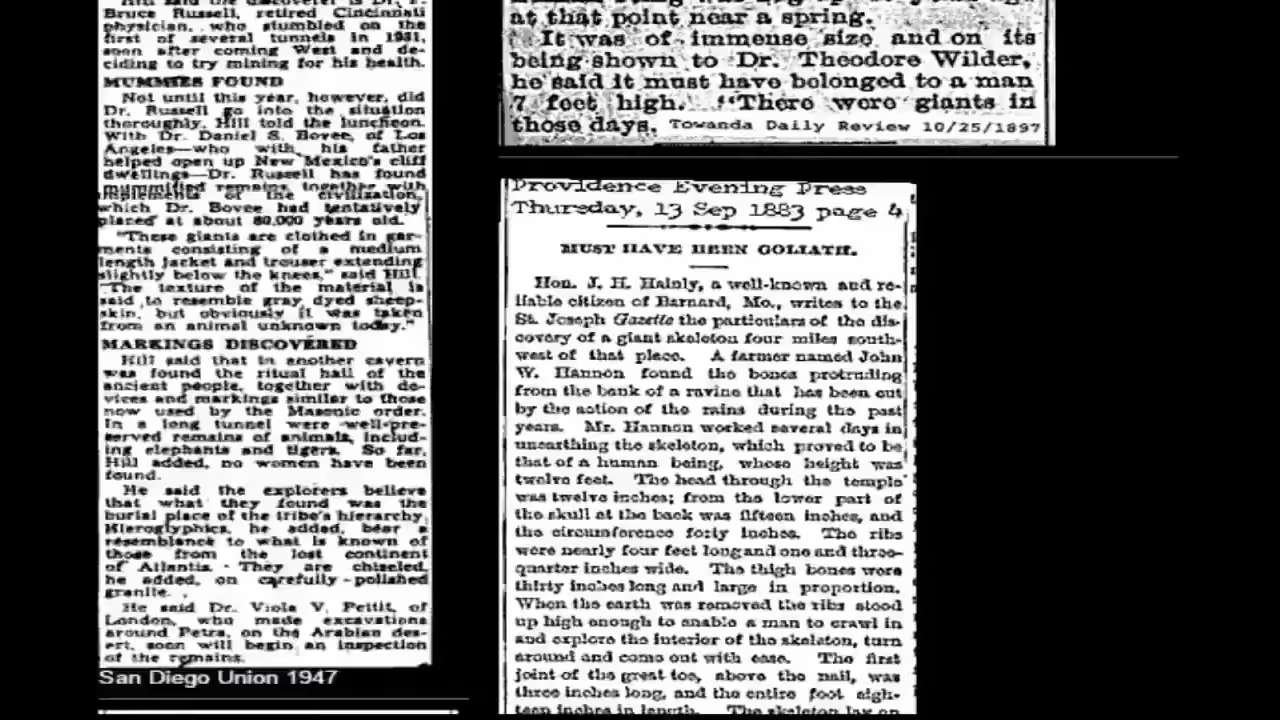 Bruce Russell, retired Cincinnati
physician, who stumbled on the
first of several tunnels in 1931,
soon after coming West and de-
ciding to try mining for his health.
MUMMIES FOUND
Not until this year, however, did
Dr. Russell go into the situation
thoroughly, Hill told the luncheon.
With Dr. Daniel S. Bovee, of Los
Angeles—who with his father
helped open up New Mexico's cliff
dwellings—Dr. Russell has found
mummified remains together with
implements of the civilization,
which Dr. Bovee had tentatively
placed at about 80,000 years old.
"These giants are clothed in gar-
ments consisting of a medium
length jacket and trouser extending
slightly below the knees," said Hill.
"The texture of the material is
said to resemble gray dyed sheep-
skin, but obviously it was taken
from an animal unknown today."
MARKINGS DISCOVERED
Hill said that in another cavern
was found the ritual hall of the
ancient people, together with de-
vices and markings similar to those
now used by the Masonic order.
In a long tunnel were well-pre-
served remains of animals, includ-
ing elephants and tigers. So far,
Hill added, no women have been
found.
He said the explorers believe
that what they found was the
burial place of the tribe's hierarchy.
Hieroglyphics, he added, bear a
resemblance to what is known of
those from the lost continent
of Atlantis. They are chiseled,
he added, on carefully-polished
granite.
He said Dr. Viola V. Pettit, of
London, who made excavations
around Petra, on the Arabian des-
ert, soon will begin an inspection
of the remains.
San Diego Union 1947
at that point near a spring.
It was of immense size and on its
being shown to Dr. Theodore Wilder,
he said it must have belonged to a man
7 feet high. "There were giants in
those days. Towanda Daily Review 10/25/1897
Providence Evening Press
Thursday, 13 Sep 1883 page 4
MUST HAVE BEEN GOLIATH.
Hon. J. H. Hainly, a well-known and re-
liable citizen of Barnard, Mo., writes to the
St. Joseph Gazette the particulars of the dis-
covery of a giant skeleton four miles south-
west of that place. A farmer named John
W. Hannon found the bones protruding
from the bank of a ravine that has been cut
by the action of the rains during the past
years. Mr. Hannon worked several days in
unearthing the skeleton, which proved to be
that of a human being, whose height was
twelve feet. The head through the temple
was twelve inches; from the lower part of
the skull at the back was fifteen inches, and
the circumference forty inches. The ribs
were nearly four feet long and one and three-
quarter inches wide. The thigh bones were
thirty inches long and large in proportion.
When the earth was removed the ribs stood
up high enough to enable a man to crawl in
and explore the interior of the skeleton, turn
around and come out with ease. The first
joint of the great toe, above the nail, was
three inches long, and the entire foot eigh-
teen inches in length. The skeleton lay on